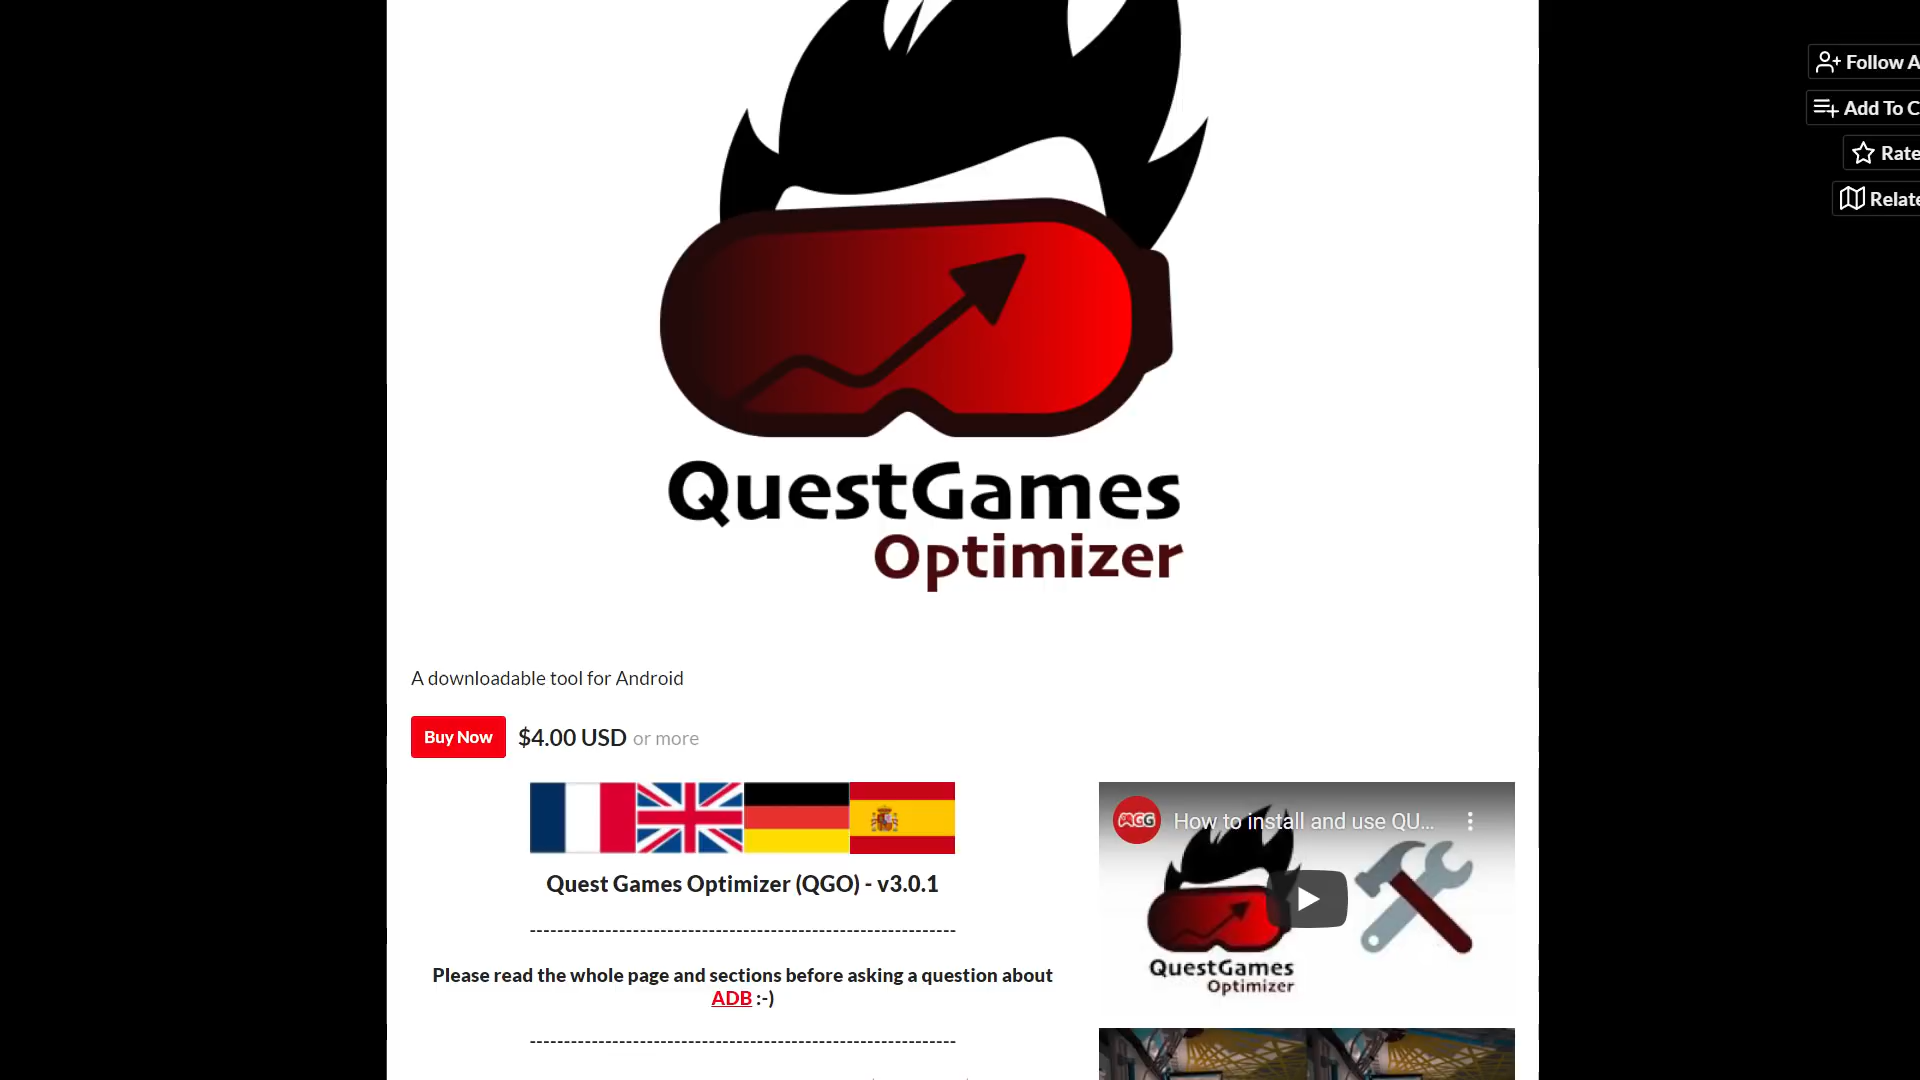 Follow A
Add To C
Rate
Relate
QuestGames
Optimizer
A downloadable tool for Android
Buy Now $4.00 USD or more
Quest Games Optimizer (QGO) - v3.0.1
---------------------------------------------------------------
Please read the whole page and sections before asking a question about
ADB :-)
---------------------------------------------------------------
AGG How to install and use QU...
QuestGames
Optimizer